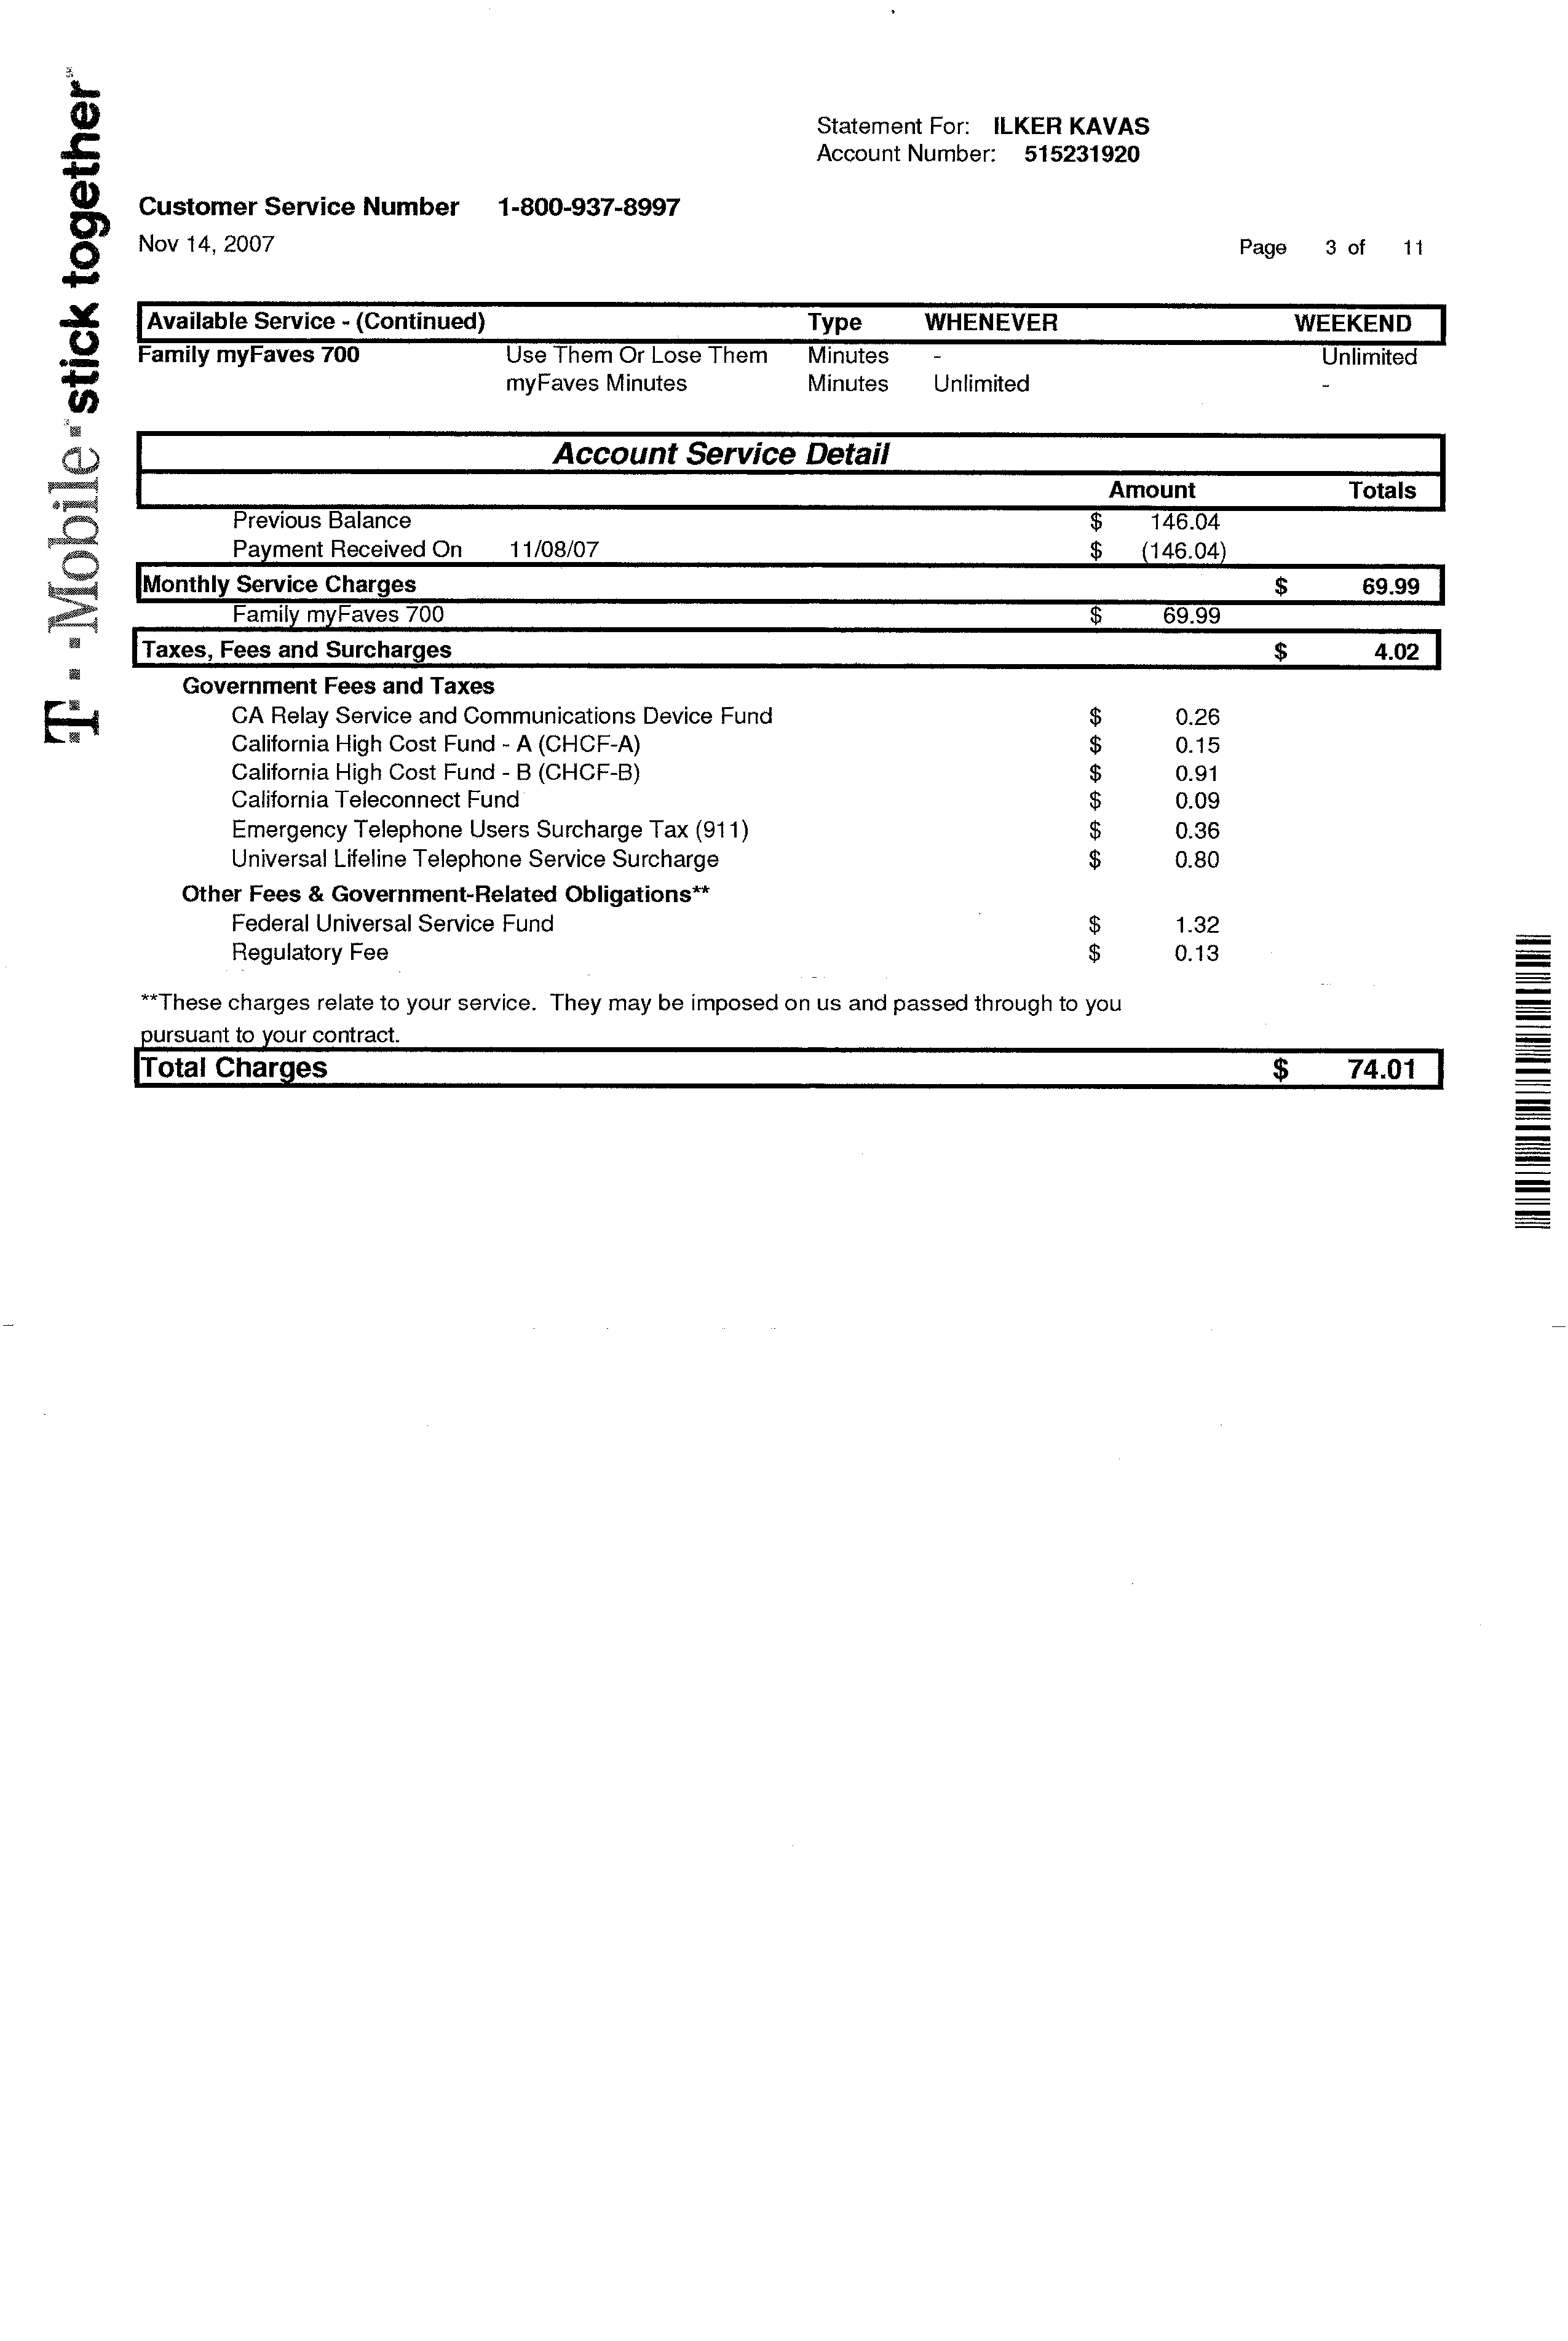 T··Mobile·stick together℠
Statement For: ILKER KAVAS
Account Number: 515231920
Customer Service Number 1-800-937-8997
Nov 14, 2007
Page 3 of 11
Available Service - (Continued) Type WHENEVER WEEKEND
Family myFaves 700 Use Them Or Lose Them Minutes - Unlimited
myFaves Minutes Minutes Unlimited -
Account Service Detail
Amount Totals
Previous Balance $ 146.04
Payment Received On 11/08/07 $ (146.04)
Monthly Service Charges $ 69.99
Family myFaves 700 $ 69.99
Taxes, Fees and Surcharges $ 4.02
Government Fees and Taxes
CA Relay Service and Communications Device Fund $ 0.26
California High Cost Fund - A (CHCF-A) $ 0.15
California High Cost Fund - B (CHCF-B) $ 0.91
California Teleconnect Fund $ 0.09
Emergency Telephone Users Surcharge Tax (911) $ 0.36
Universal Lifeline Telephone Service Surcharge $ 0.80
Other Fees & Government-Related Obligations**
Federal Universal Service Fund $ 1.32
Regulatory Fee $ 0.13
**These charges relate to your service. They may be imposed on us and passed through to you
pursuant to your contract.
Total Charges $ 74.01